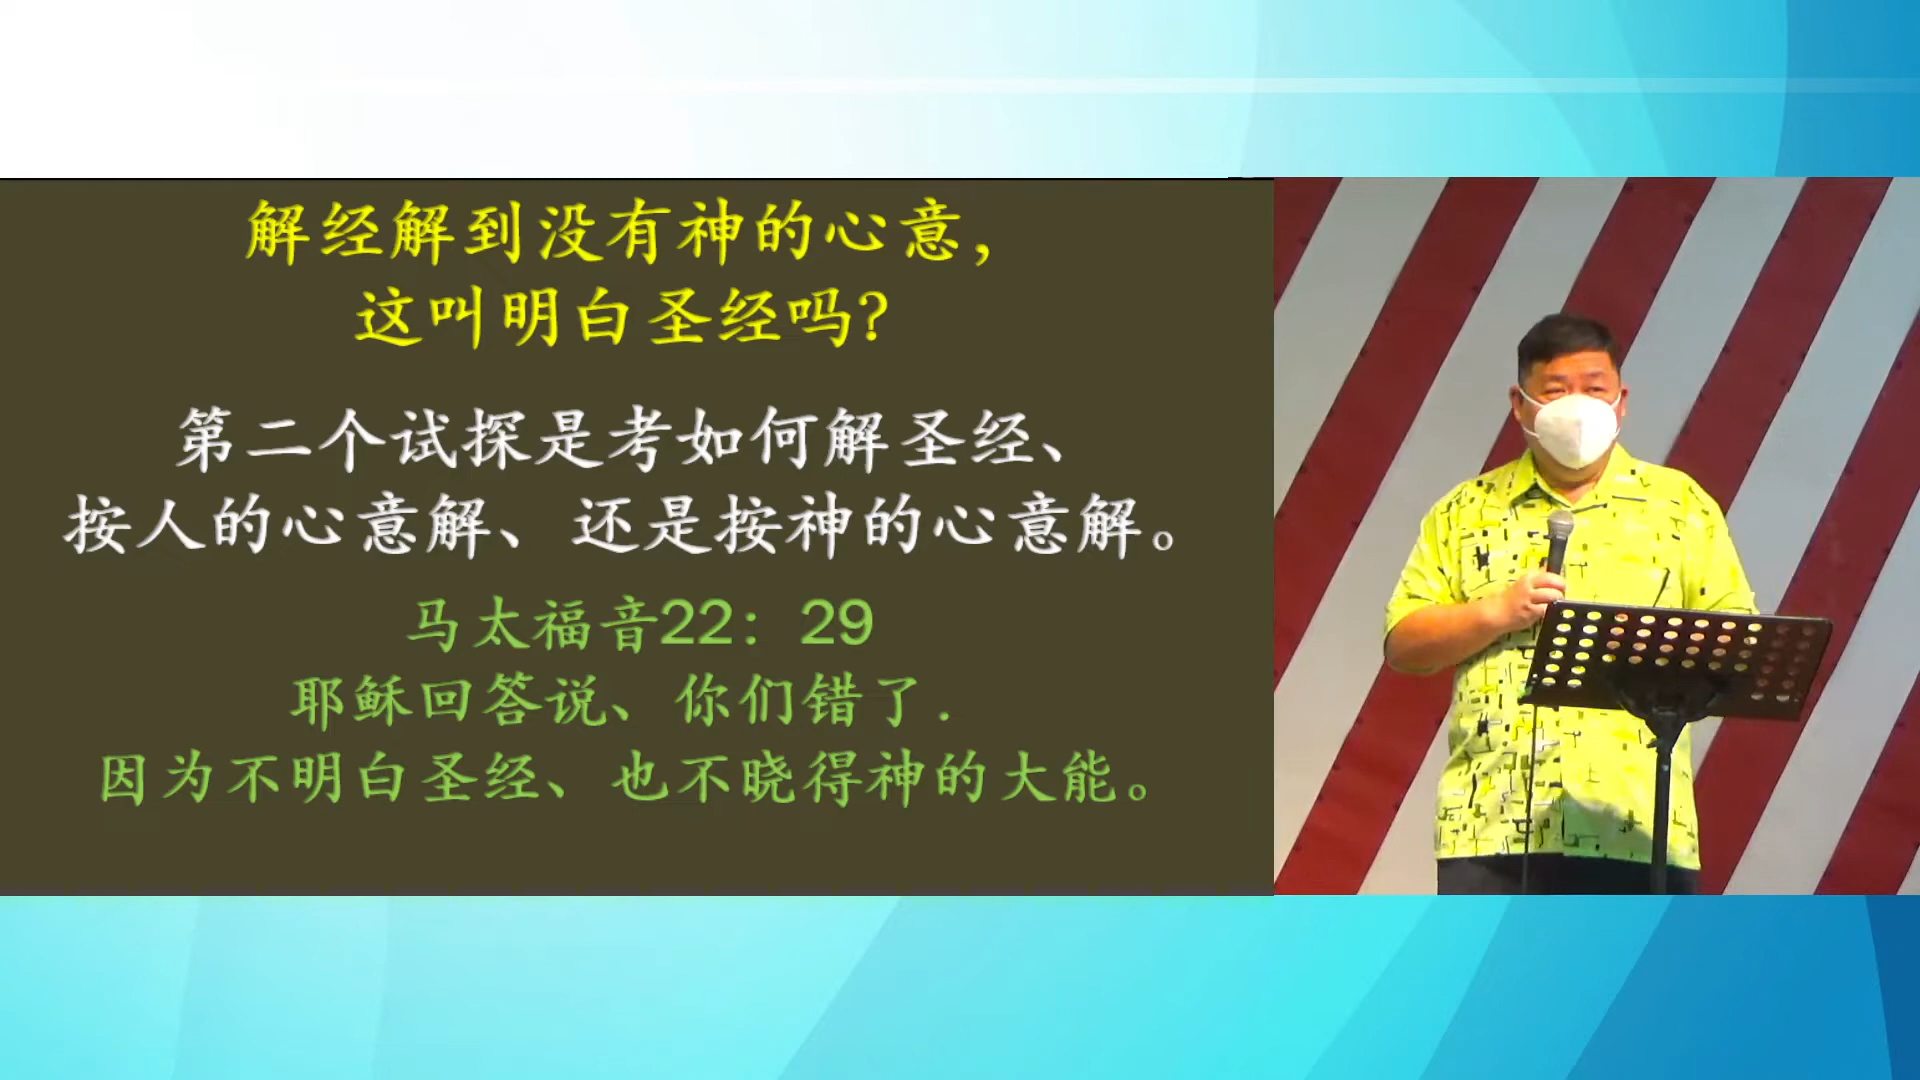 解经解到没有神的心意，
这叫明白圣经吗？
第二个试探是考如何解圣经、
按人的心意解、还是按神的心意解。
马太福音22：29
耶稣回答说、你们错了．
因为不明白圣经、也不晓得神的大能。